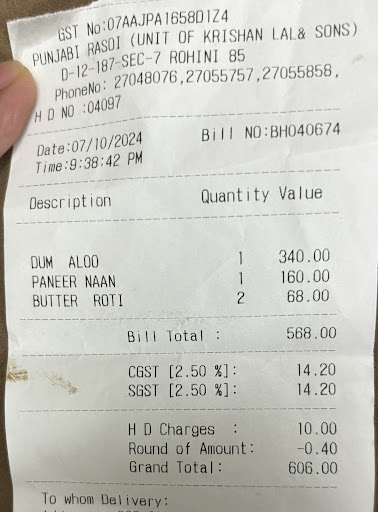 GST No:07AAJPA1658D1Z4
PUNJABI RASOI (UNIT OF KRISHAN LAL& SONS)
D-12-187-SEC-7 ROHINI 85
PhoneNo: 27048076,27055757,27055858,
H D NO :04097
Date:07/10/2024 Bill NO:BH040674
Time:9:38:42 PM
Description Quantity Value
DUM ALOO 1 340.00
PANEER NAAN 1 160.00
BUTTER ROTI 2 68.00
Bill Total : 568.00
CGST [2.50 %]: 14.20
SGST [2.50 %]: 14.20
H D Charges : 10.00
Round of Amount: -0.40
Grand Total: 606.00
To whom Delivery: